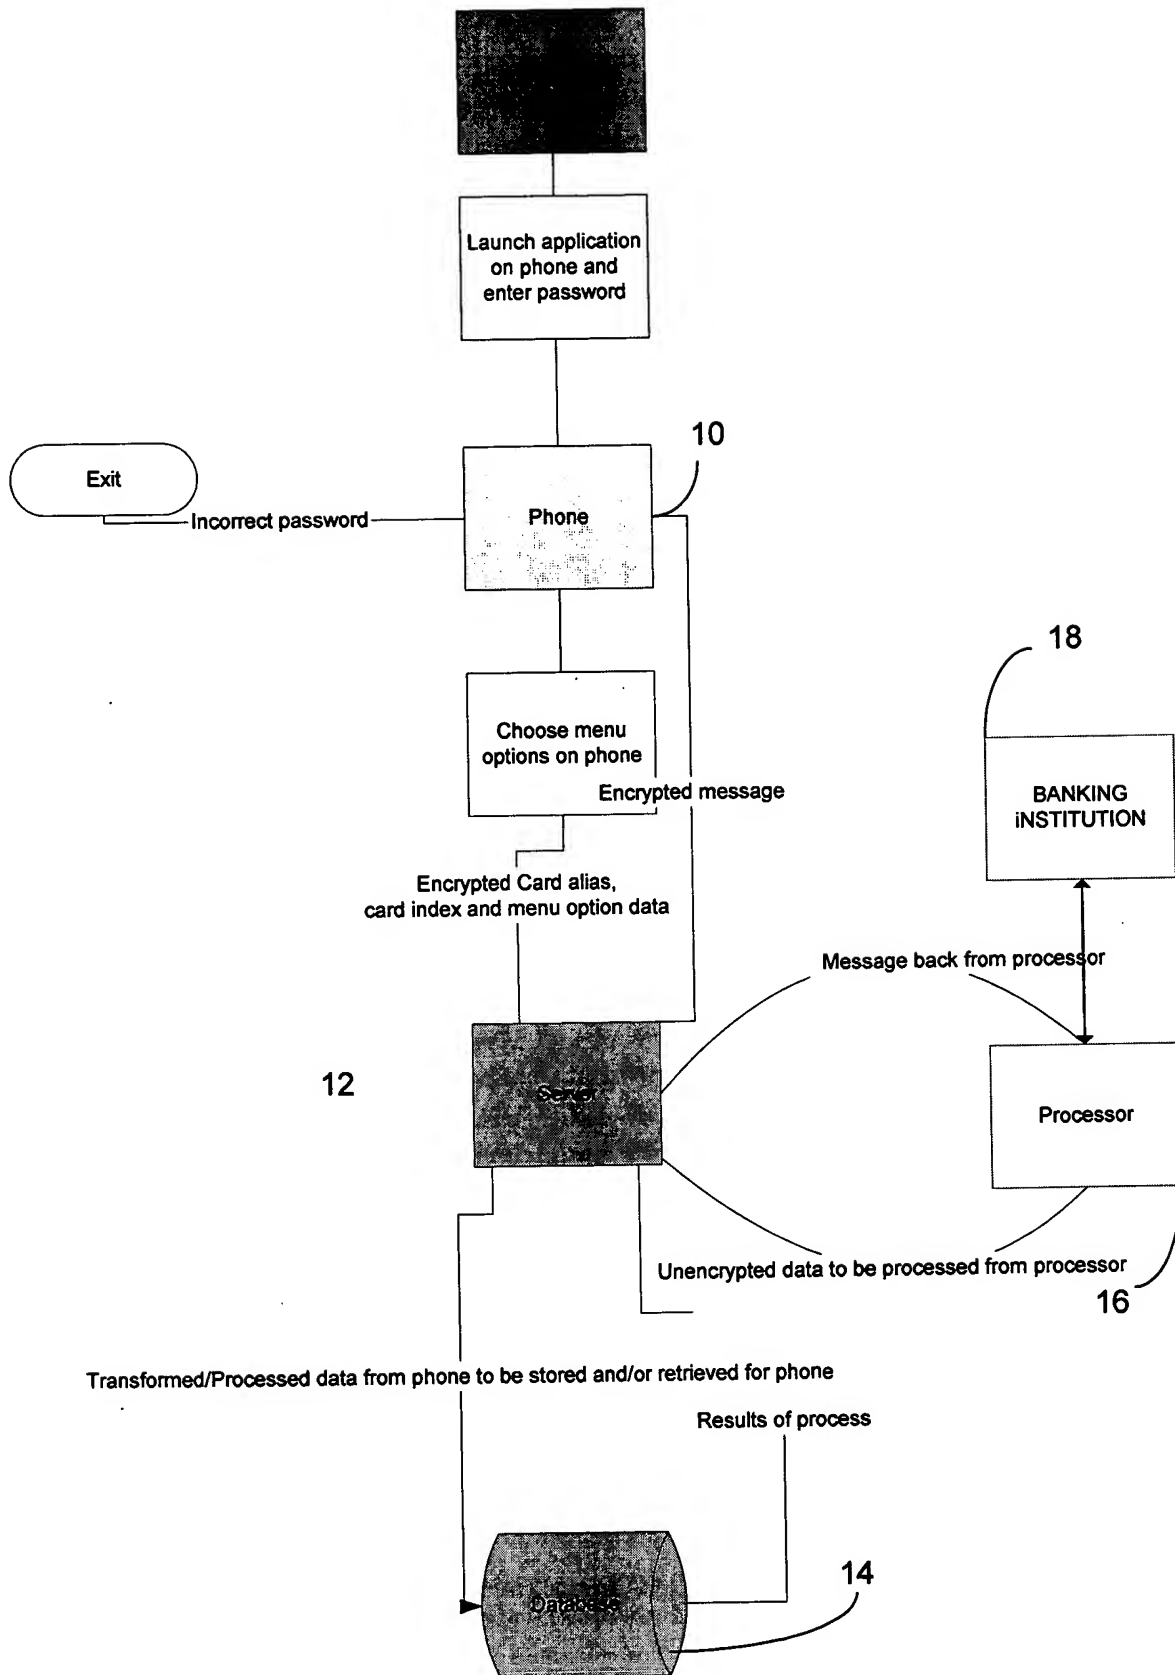 Launch application
on phone and
enter password
10
Exit
Incorrect password
Phone
18
Choose menu
options on phone
Encrypted message
BANKING
iNSTITUTION
Encrypted Card alias,
card index and menu option data
Message back from processor
12
Server
Processor
Unencrypted data to be processed from processor
16
Transformed/Processed data from phone to be stored and/or retrieved for phone
Results of process
14
Database